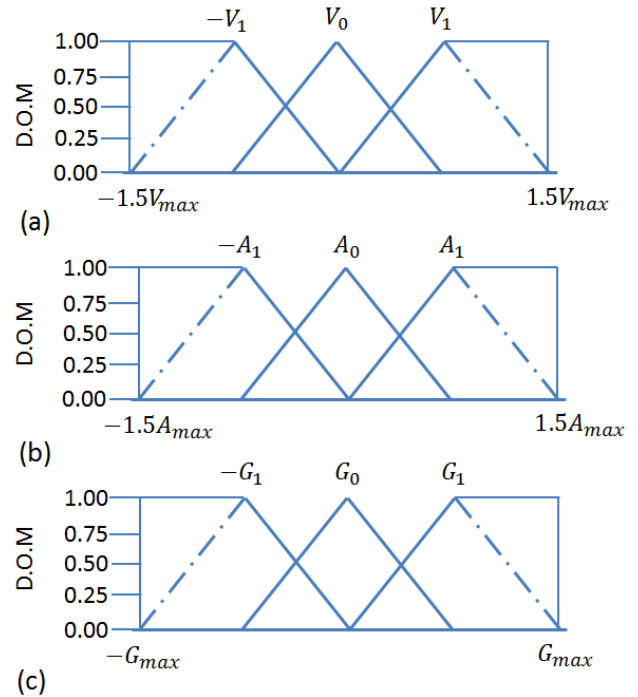 −V₁ V₀ V₁
1.00
0.75
0.50
0.25
0.00
D.O.M
−1.5Vₘₐₓ 1.5Vₘₐₓ
(a)
−A₁ A₀ A₁
1.00
0.75
0.50
0.25
0.00
D.O.M
−1.5Aₘₐₓ 1.5Aₘₐₓ
(b)
−G₁ G₀ G₁
1.00
0.75
0.50
0.25
0.00
D.O.M
−Gₘₐₓ Gₘₐₓ
(c)